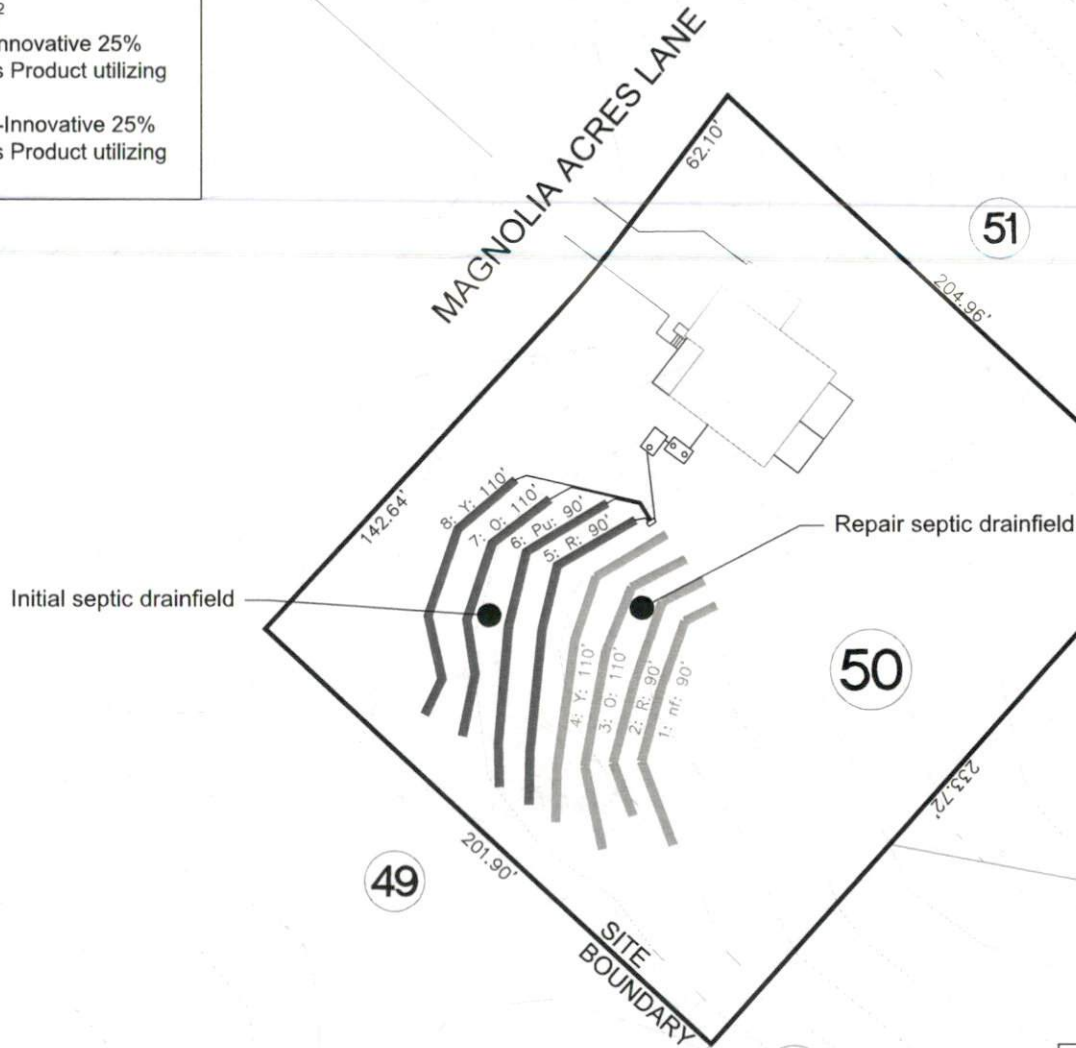 2
nnovative 25%
s Product utilizing
-Innovative 25%
s Product utilizing
MAGNOLIA ACRES LANE
62.10'
51
204.96'
142.64'
8: Y: 110'
7: O: 110'
6: Pu: 90'
5: R: 90'
Repair septic drainfield
Initial septic drainfield
4: Y: 110'
3: O: 110'
2: R: 90'
1: nf: 90'
50
233.72'
201.90'
49
SITE
BOUNDARY